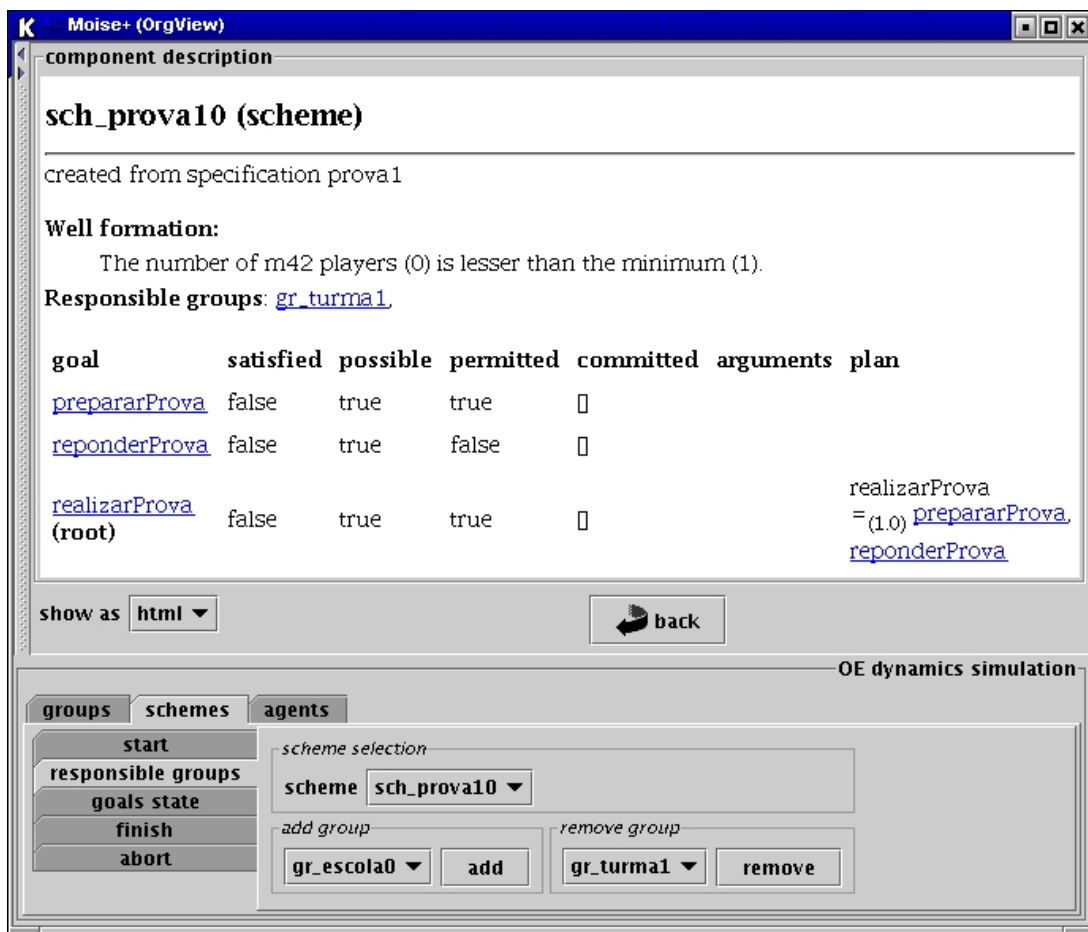 Moise+ (OrgView)
component description
sch_prova10 (scheme)
created from specification prova1
Well formation:
The number of m42 players (0) is lesser than the minimum (1).
Responsible groups: gr_turma1,
goal satisfied possible permitted committed arguments plan
prepararProva false true true []
reponderProva false true false []
realizarProva (root) false true true [] realizarProva =(1.0) prepararProva, reponderProva
show as html back
OE dynamics simulation
groups schemes agents
start
responsible groups
goals state
finish
abort
scheme selection
scheme sch_prova10
add group remove group
gr_escola0 add gr_turma1 remove